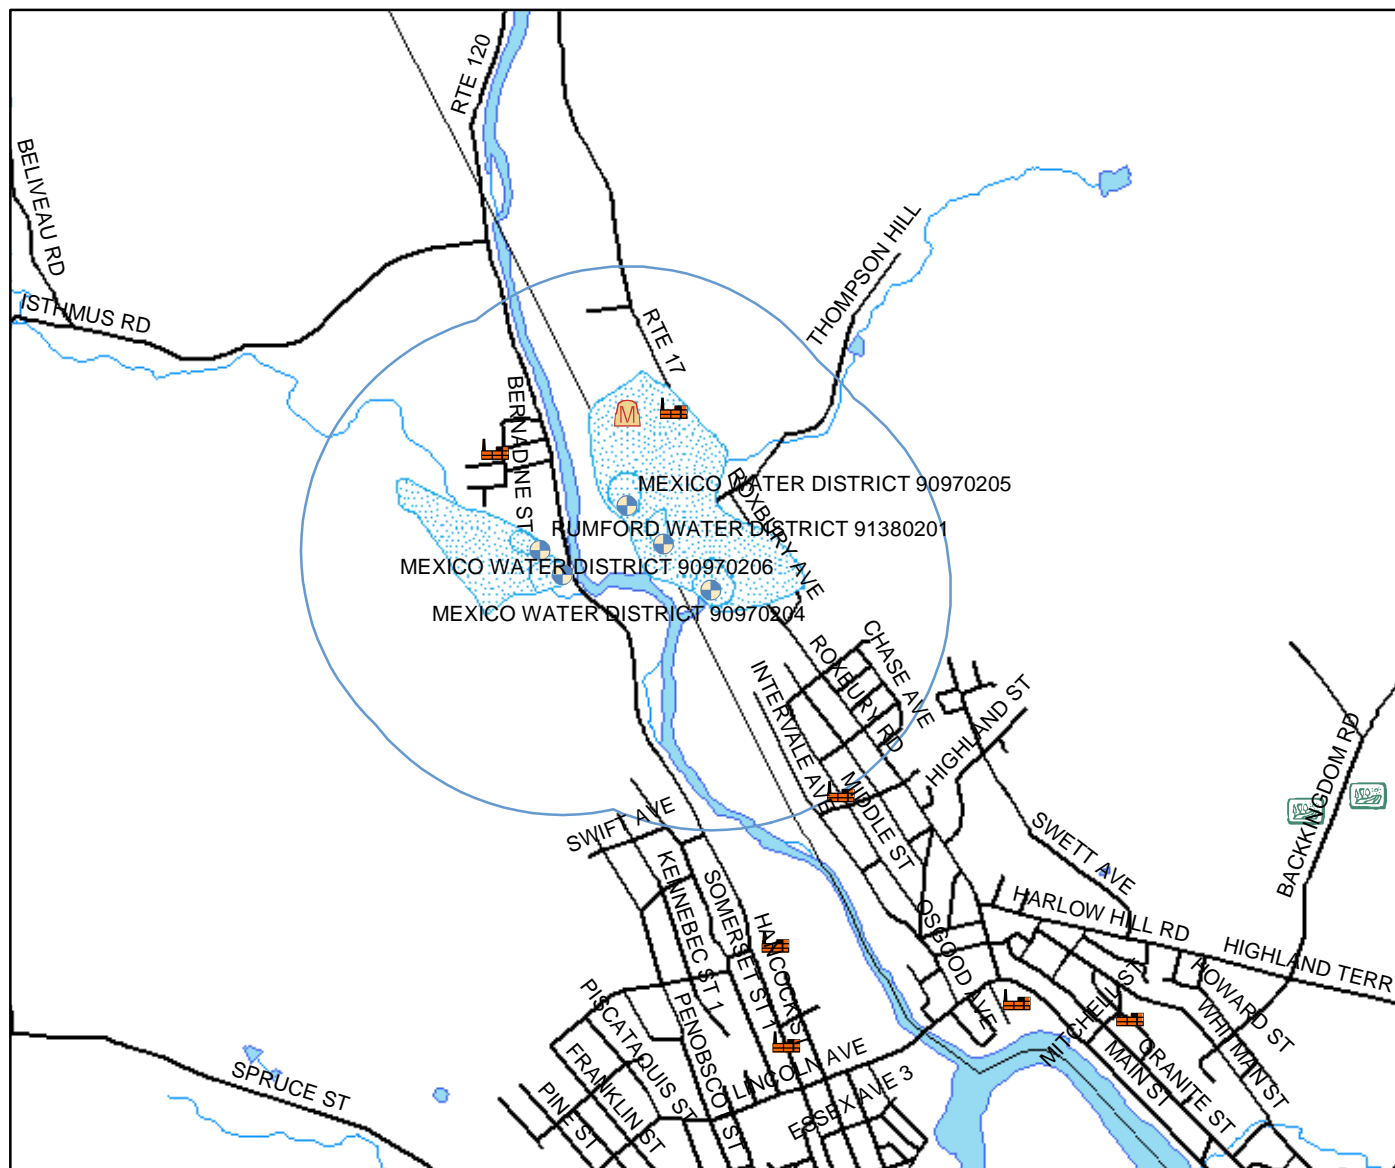 RTE 120
BELIVEAU RD
THOMPSON HILL
ISTHMUS RD
RTE 17
BERNADINE ST
M
MEXICO WATER DISTRICT 90970205
ROXBURY AVE
RUMFORD WATER DISTRICT 91380201
MEXICO WATER DISTRICT 90970206
MEXICO WATER DISTRICT 90970204
CHASE AVE
ROXBURY RD
INTERVALE AVE
HIGHLAND ST
MIDDLE ST
BACKKINGDOM RD
SWIFT AVE
SWETT AVE
KENNEBEC ST 1
SOMERSET ST 1
HANCOCK ST
OSGOOD AVE
HARLOW HILL RD
HIGHLAND TERR
HOWARD ST
MITCHELL ST
WHITMAN ST
PISCATAQUIS ST
PENOBSCOT ST
FRANKLIN ST
LINCOLN AVE
MAIN ST
GRANITE ST
SPRUCE ST
PINE ST
ESSEX AVE 3